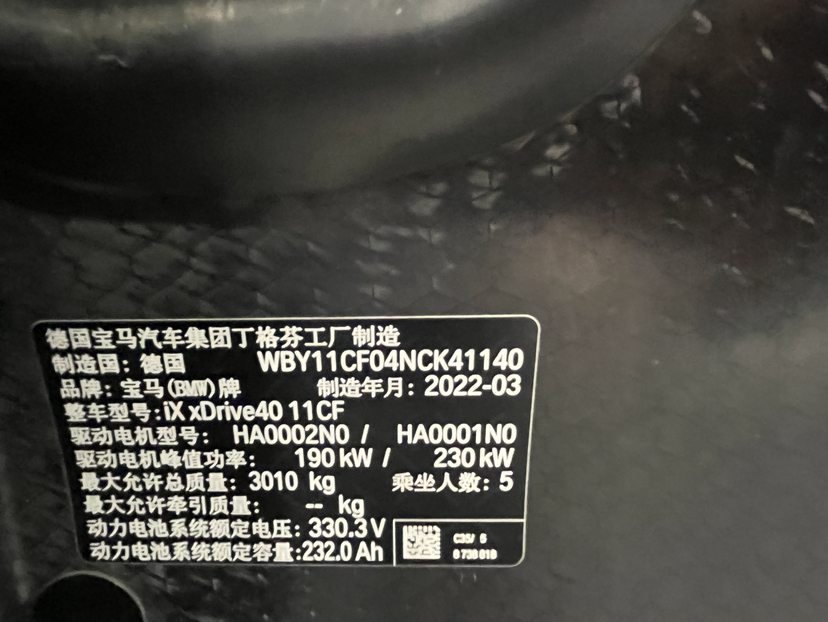 德国宝马汽车集团丁格芬工厂制造
制造国：德国 WBY11CF04NCK41140
品牌：宝马(BMW)牌 制造年月：2022-03
整车型号:iX xDrive40 11CF
驱动电机型号： HA0002N0 / HA0001N0
驱动电机峰值功率： 190 kW / 230 kW
最大允许总质量：3010 kg 乘坐人数：5
最大允许牵引质量： -- kg
动力电池系统额定电压：330.3 V
动力电池系统额定容量:232.0 Ah
C35/ 6